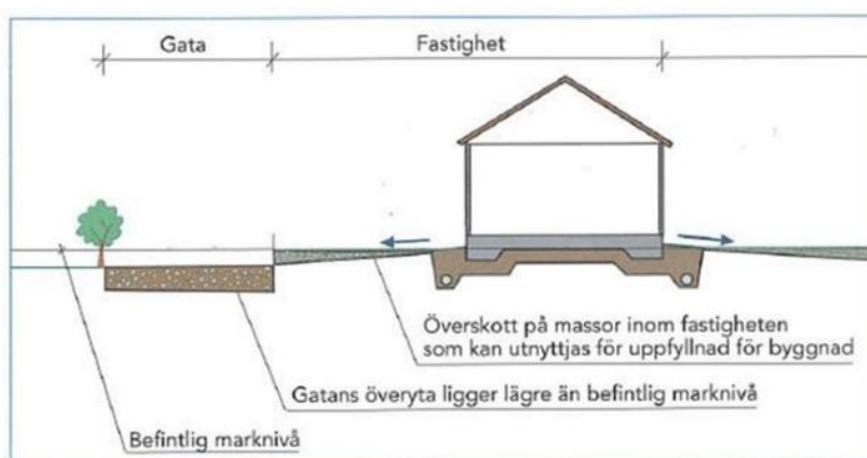 Gata
Fastighet
Överskott på massor inom fastigheten
som kan utnyttjas för uppfyllnad för byggnad
Gatans överyta ligger lägre än befintlig marknivå
Befintlig marknivå